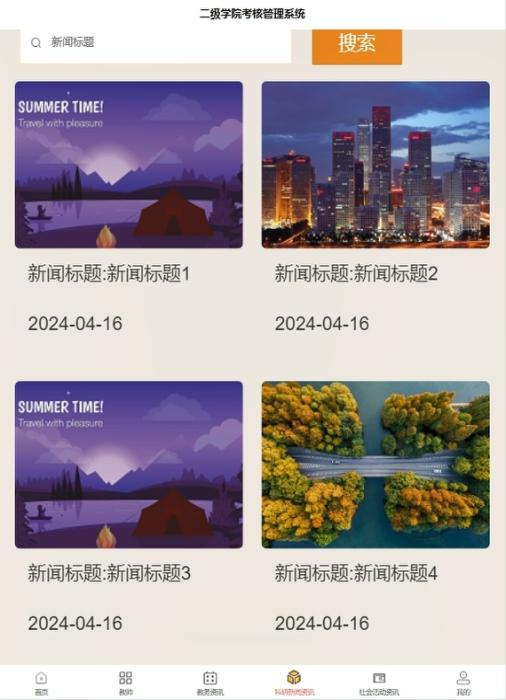 二级学院考核管理系统
新闻标题
搜索
SUMMER TIME!
Travel with pleasure
新闻标题:新闻标题1
2024-04-16
新闻标题:新闻标题2
2024-04-16
SUMMER TIME!
Travel with pleasure
新闻标题:新闻标题3
2024-04-16
新闻标题:新闻标题4
2024-04-16
首页
教师
教务资讯
科研新闻资讯
社会活动资讯
我的